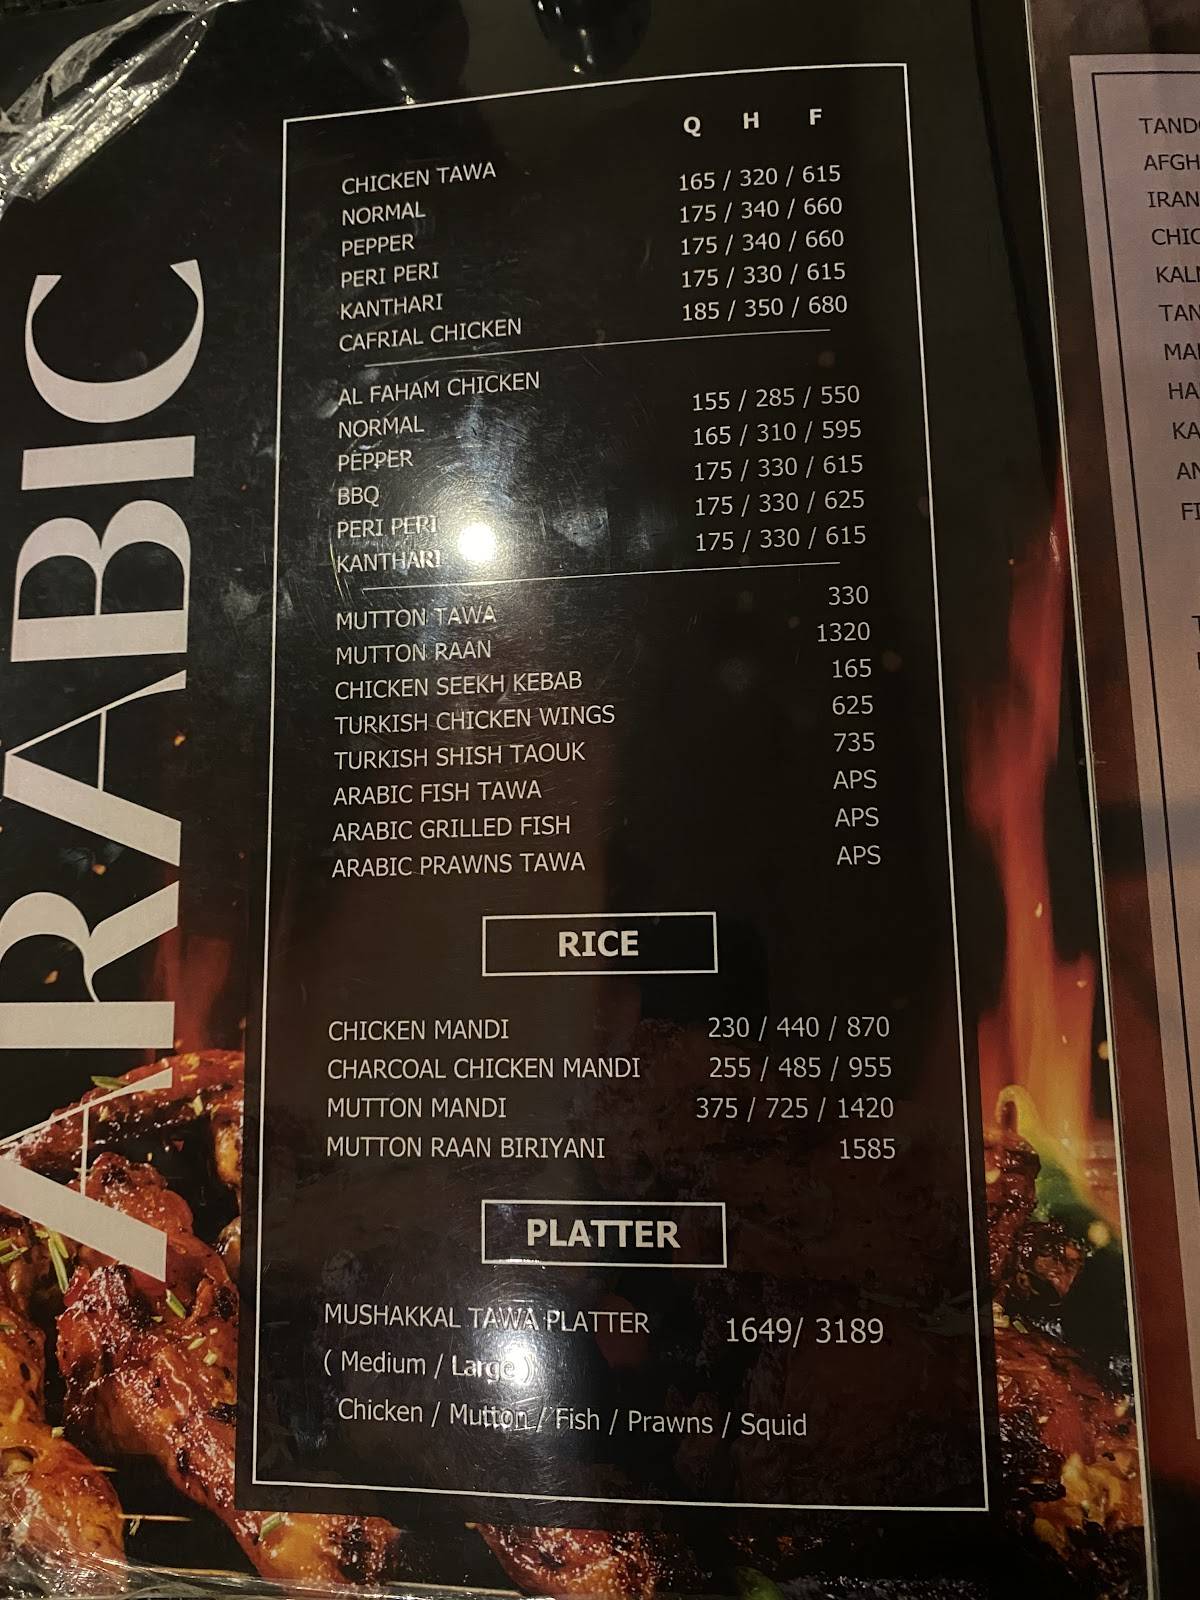 ARABIC
Q H F
CHICKEN TAWA
NORMAL 165 / 320 / 615
PEPPER 175 / 340 / 660
PERI PERI 175 / 340 / 660
KANTHARI 175 / 330 / 615
CAFRIAL CHICKEN 185 / 350 / 680
AL FAHAM CHICKEN
NORMAL 155 / 285 / 550
PEPPER 165 / 310 / 595
BBQ 175 / 330 / 615
PERI PERI 175 / 330 / 625
KANTHARI 175 / 330 / 615
MUTTON TAWA 330
MUTTON RAAN 1320
CHICKEN SEEKH KEBAB 165
TURKISH CHICKEN WINGS 625
TURKISH SHISH TAOUK 735
ARABIC FISH TAWA APS
ARABIC GRILLED FISH APS
ARABIC PRAWNS TAWA APS
RICE
CHICKEN MANDI 230 / 440 / 870
CHARCOAL CHICKEN MANDI 255 / 485 / 955
MUTTON MANDI 375 / 725 / 1420
MUTTON RAAN BIRIYANI 1585
PLATTER
MUSHAKKAL TAWA PLATTER 1649/ 3189
( Medium / Large )
Chicken / Mutton / Fish / Prawns / Squid